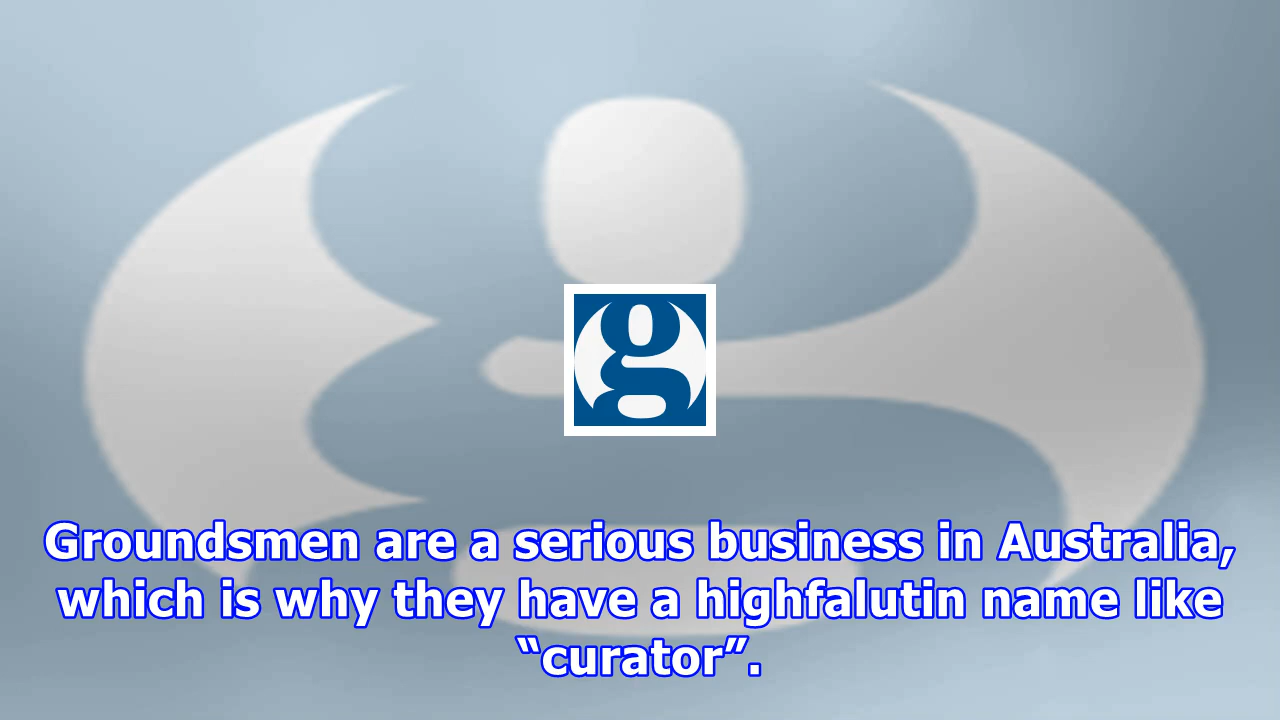 g
Groundsmen are a serious business in Australia,
which is why they have a highfalutin name like
“curator”.